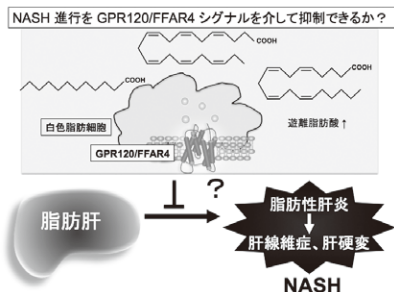 NASH 進行を GPR120/FFAR4 シグナルを介して抑制できるか？
COOH
COOH
COOH
白色脂肪細胞
遊離脂肪酸↑
GPR120/FFAR4
?
脂肪肝
脂肪性肝炎
↓
肝線維症、肝硬変
NASH